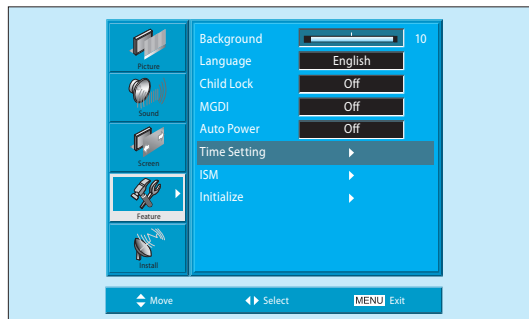 Picture
Sound
Screen
Feature
Install
Background 10
Language English
Child Lock Off
MGDI Off
Auto Power Off
Time Setting
ISM
Initialize
Move Select MENU Exit